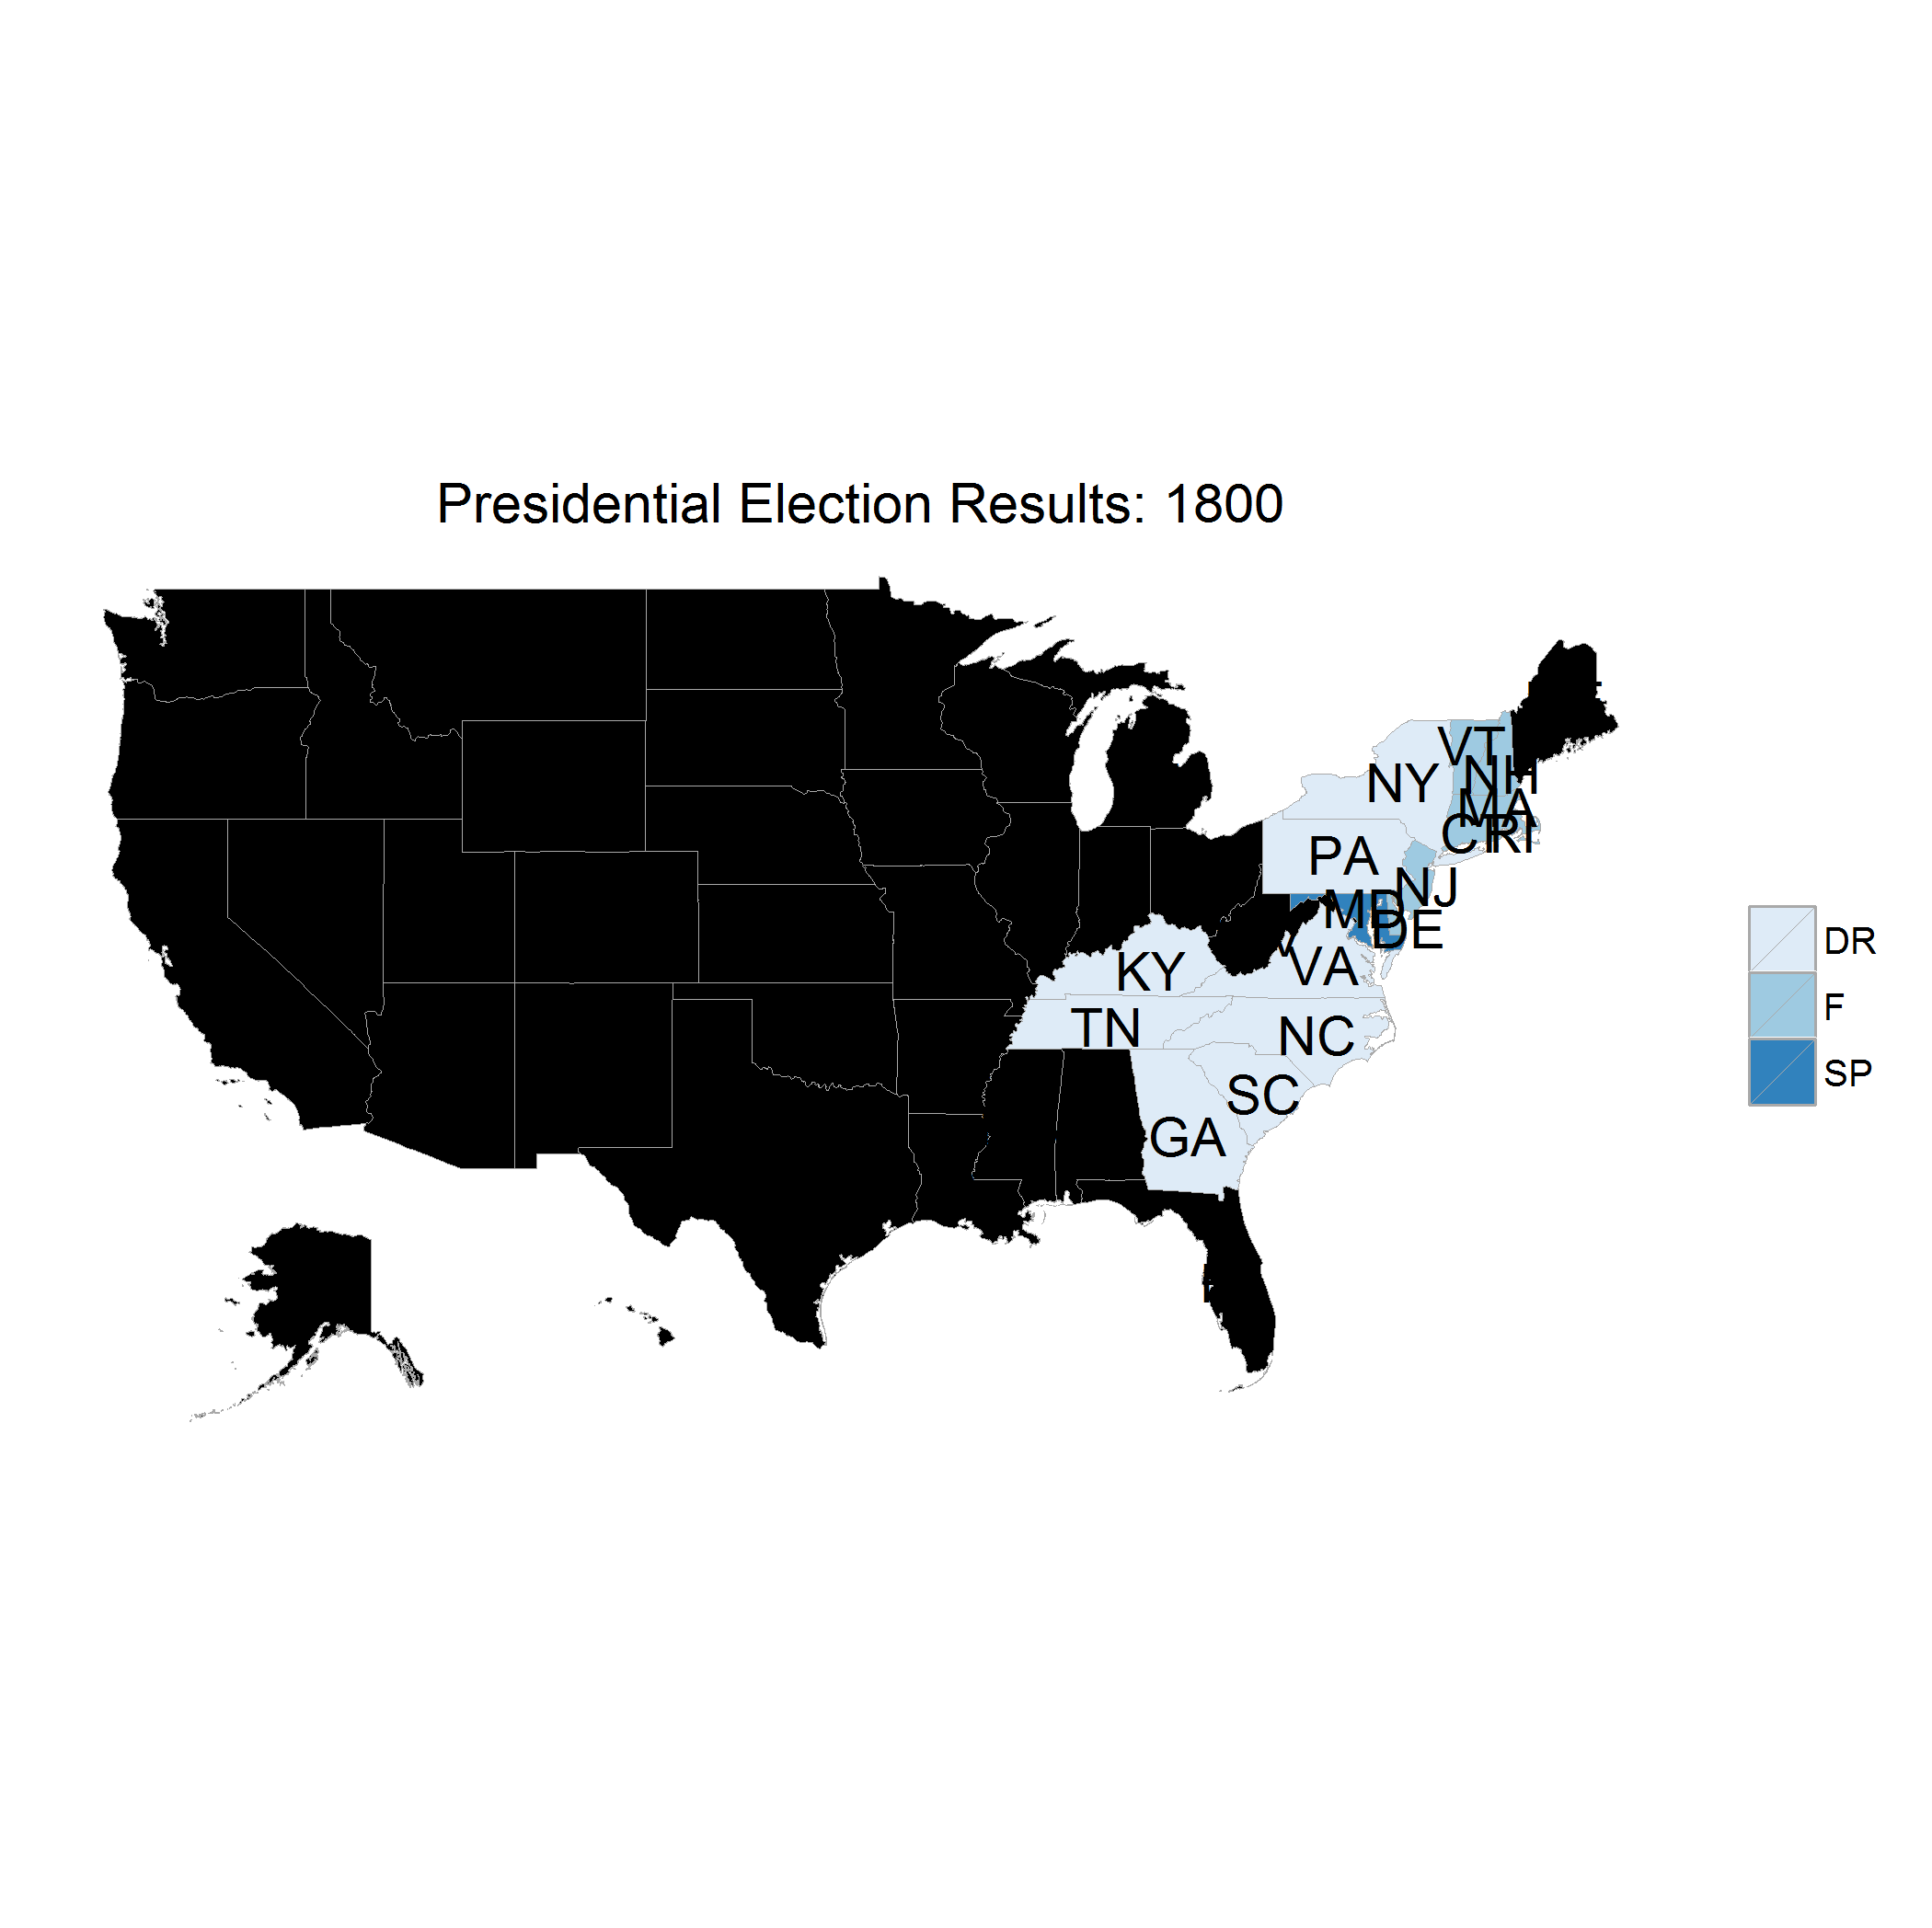 Presidential Election Results: 1800
VT
NY
NH
MA
CT
RI
PA
NJ
MD
DE
KY
VA
TN
NC
SC
GA
DR
F
SP